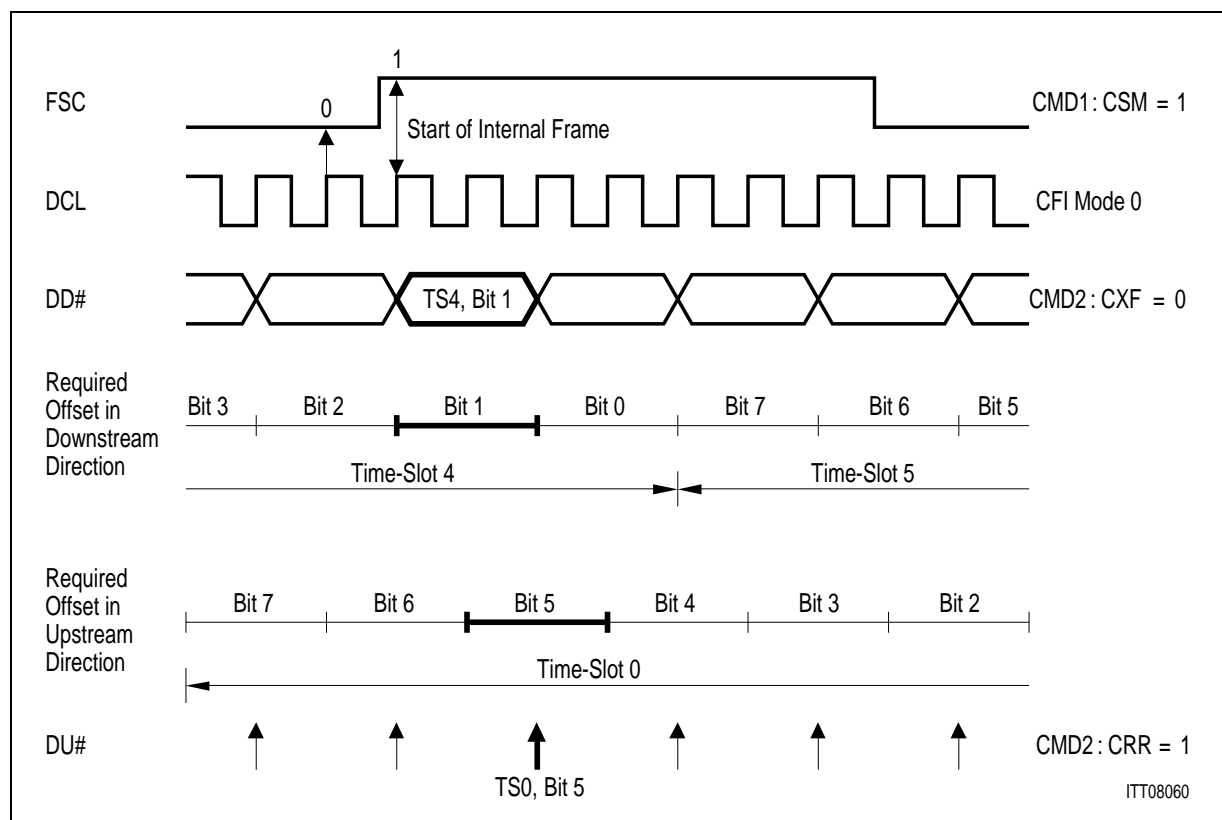 1
FSC
0
CMD1 : CSM = 1
Start of Internal Frame
DCL
CFI Mode 0
DD#
TS4, Bit 1
CMD2 : CXF = 0
Required
Offset in
Downstream
Direction
Bit 3 Bit 2 Bit 1 Bit 0 Bit 7 Bit 6 Bit 5
Time-Slot 4 Time-Slot 5
Required
Offset in
Upstream
Direction
Bit 7 Bit 6 Bit 5 Bit 4 Bit 3 Bit 2
Time-Slot 0
DU#
CMD2 : CRR = 1
TS0, Bit 5
ITT08060